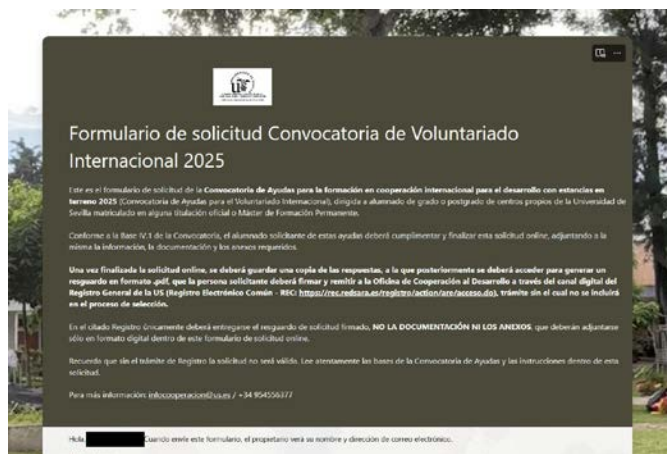 Formulario de solicitud Convocatoria de Voluntariado
Internacional 2025
Este es el formulario de solicitud de la Convocatoria de Ayudas para la formación en cooperación internacional para el desarrollo con estancias en
terreno 2025 (Convocatoria de Ayudas para el Voluntariado Internacional), dirigida a alumnado de grado o postgrado de centros propios de la Universidad de
Sevilla matriculado en alguna titulación oficial o Máster de Formación Permanente.
Conforme a la Base IV.1 de la Convocatoria, el alumnado solicitante de estas ayudas deberá cumplimentar y finalizar esta solicitud online, adjuntando a la
misma la información, la documentación y los anexos requeridos.
Una vez finalizada la solicitud online, se deberá guardar una copia de las respuestas, a la que posteriormente se deberá acceder para generar un
resguardo en formato .pdf, que la persona solicitante deberá firmar y remitir a la Oficina de Cooperación al Desarrollo a través del canal digital del
Registro General de la US (Registro Electrónico Común - REC: https://rec.redsara.es/registro/action/are/acceso.do), trámite sin el cual no se incluirá
en el proceso de selección.
En el citado Registro únicamente deberá entregarse el resguardo de solicitud firmado, NO LA DOCUMENTACIÓN NI LOS ANEXOS, que deberán adjuntarse
sólo en formato digital dentro de este formulario de solicitud online.
Recuerda que sin el trámite de Registro la solicitud no será válida. Lee atentamente las bases de la Convocatoria de Ayudas y las instrucciones dentro de esta
solicitud.
Para más información: infocooperacion@us.es / +34 954556377
Hola, Cuando envíe este formulario, el propietario verá su nombre y dirección de correo electrónico.